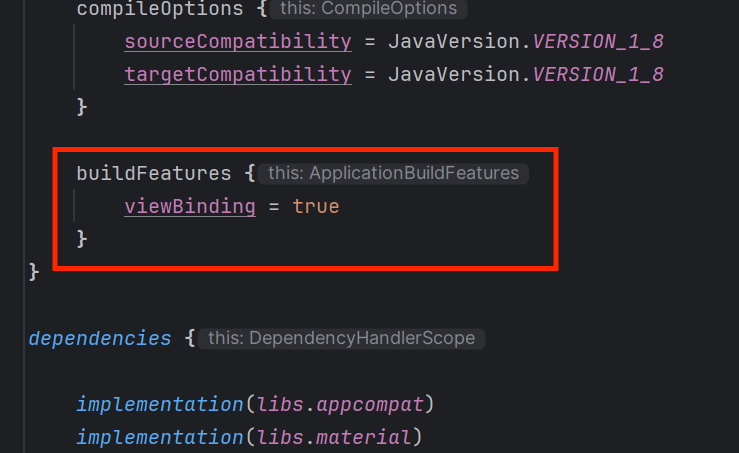 compileOptions { this: CompileOptions
sourceCompatibility = JavaVersion.VERSION_1_8
targetCompatibility = JavaVersion.VERSION_1_8
}
buildFeatures { this: ApplicationBuildFeatures
viewBinding = true
}
}
dependencies { this: DependencyHandlerScope
implementation(libs.appcompat)
implementation(libs.material)